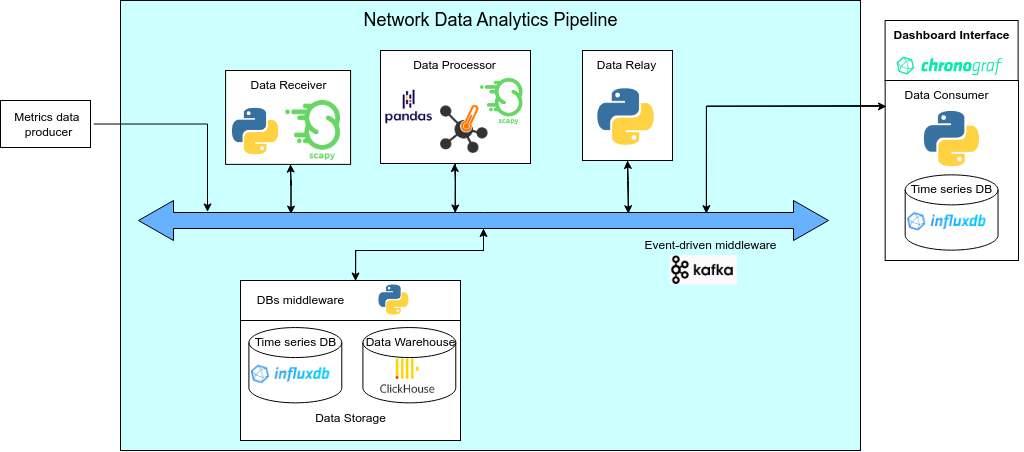 Network Data Analytics Pipeline
Metrics data
producer
Data Receiver
scapy
Data Processor
pandas
scapy
Data Relay
Dashboard Interface
chronograf
Data Consumer
Time series DB
influxdb
Event-driven middleware
kafka
DBs middleware
Time series DB
influxdb
Data Warehouse
ClickHouse
Data Storage